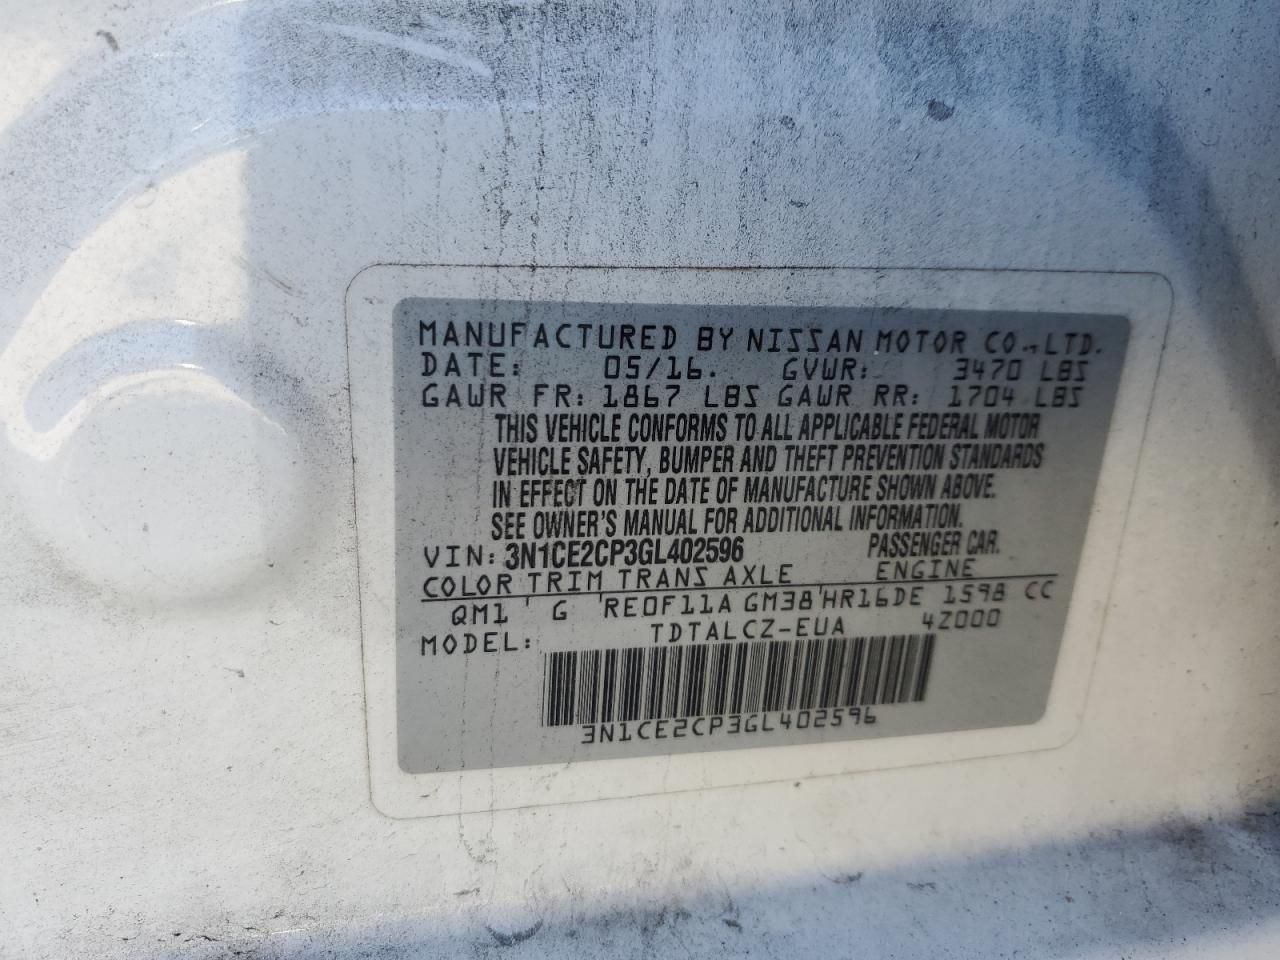 MANUFACTURED BY NISSAN MOTOR CO.,LTD.
DATE: 05/16. GVWR: 3470 LBS
GAWR FR: 1867 LBS GAWR RR: 1704 LBS
THIS VEHICLE CONFORMS TO ALL APPLICABLE FEDERAL MOTOR
VEHICLE SAFETY, BUMPER AND THEFT PREVENTION STANDARDS
IN EFFECT ON THE DATE OF MANUFACTURE SHOWN ABOVE.
SEE OWNER'S MANUAL FOR ADDITIONAL INFORMATION.
VIN: 3N1CE2CP3GL402596 PASSENGER CAR.
COLOR TRIM TRANS AXLE ENGINE
QM1 G RE0F11A GM38 HR16DE 1598 CC
MODEL: TDTALCZ-EUA 4Z000
3N1CE2CP3GL402596